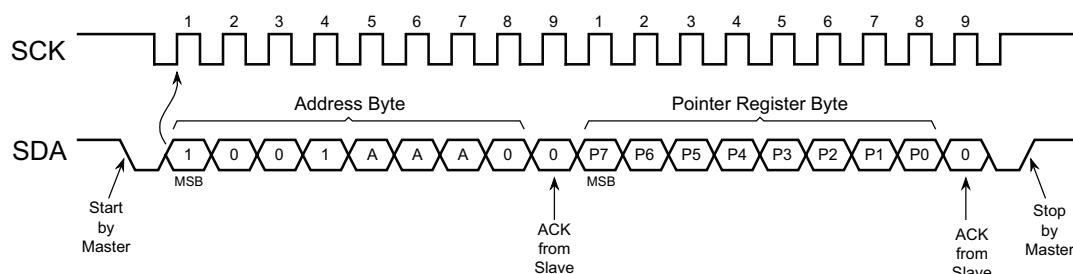 1 2 3 4 5 6 7 8 9 1 2 3 4 5 6 7 8 9
SCK
Address Byte Pointer Register Byte
SDA 1 0 0 1 A A A 0 0 P7 P6 P5 P4 P3 P2 P1 P0 0
MSB MSB
Start
by
Master
ACK
from
Slave
ACK
from
Slave
Stop
by
Master